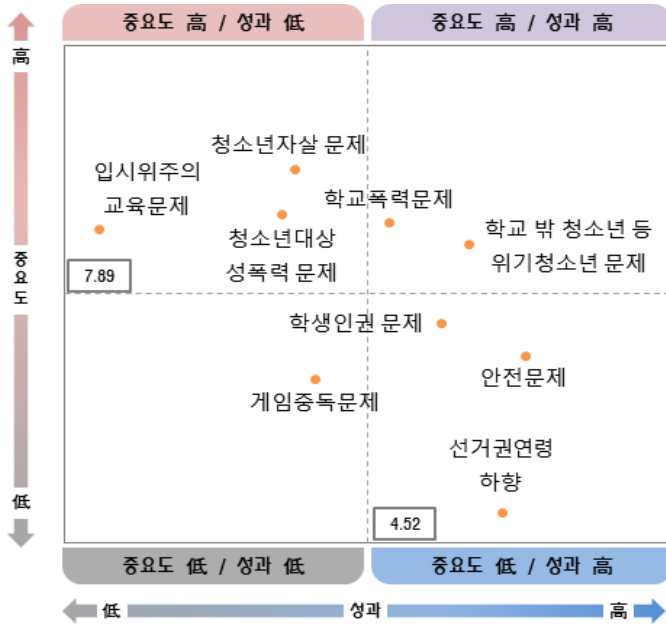 중요도 高 / 성과 低
중요도 高 / 성과 高
高
청소년자살 문제
입시위주의
교육문제
학교폭력문제
청소년대상
성폭력 문제
학교 밖 청소년 등
위기청소년 문제
중요도
7.89
학생인권 문제
안전문제
게임중독문제
선거권연령
하향
低
4.52
중요도 低 / 성과 低
중요도 低 / 성과 高
低
성과
高